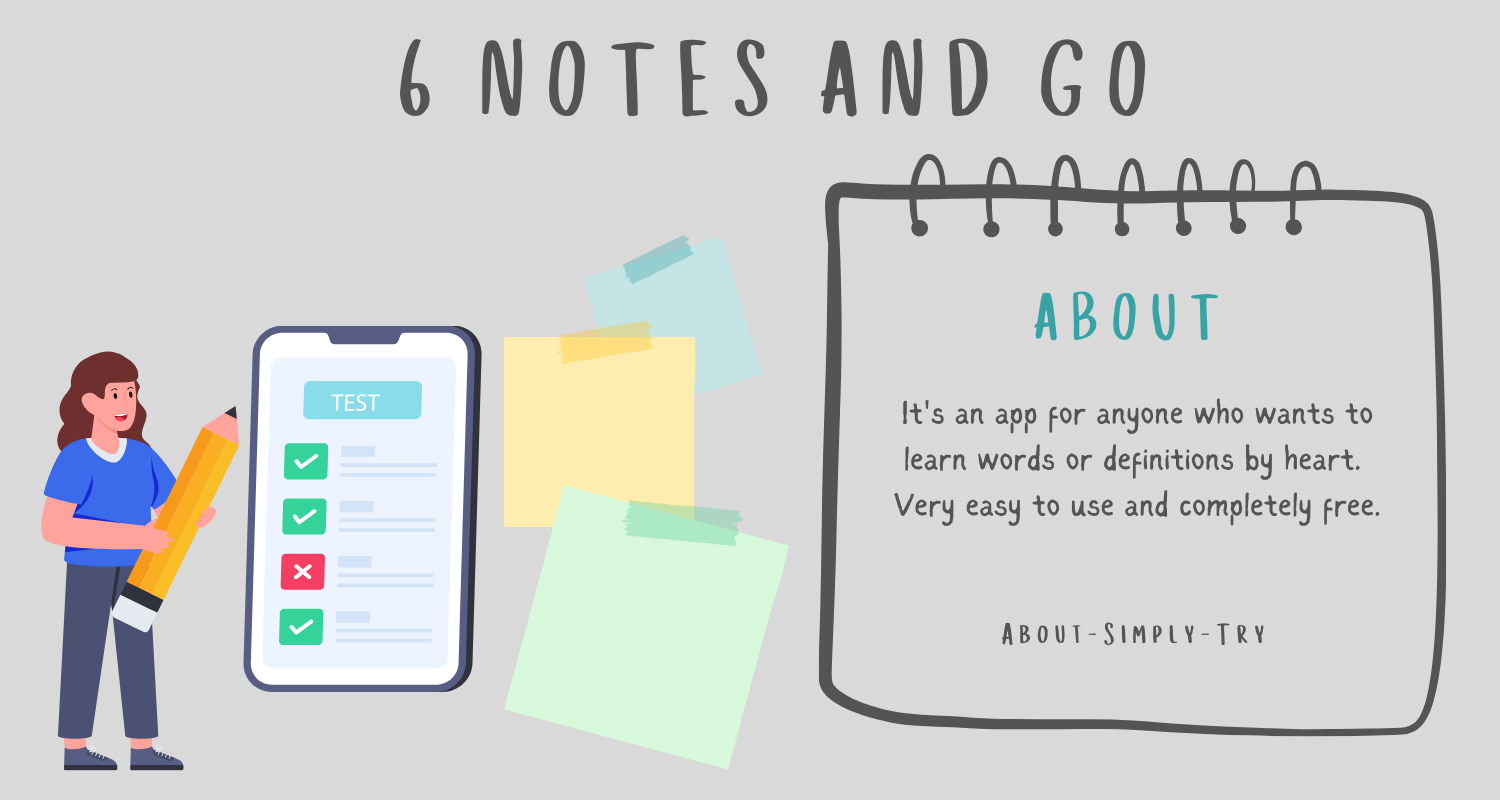 6 NOTES AND GO
TEST
ABOUT
It's an app for anyone who wants to
learn words or definitions by heart.
Very easy to use and completely free.
About-Simply-Try